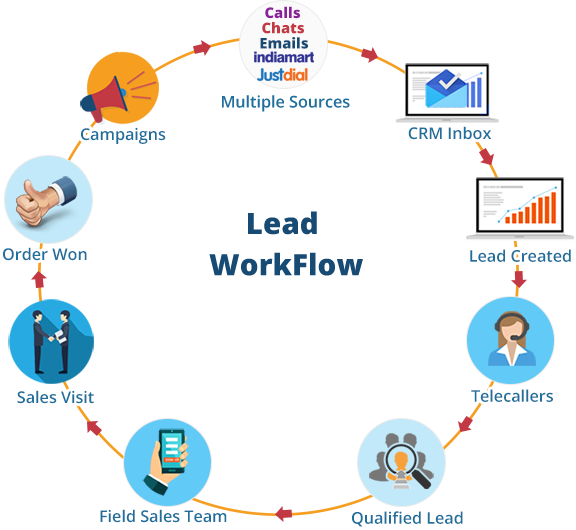 Calls
Chats
Emails
indiamart
Justdial
Multiple Sources
CRM Inbox
Lead Created
Telecallers
Qualified Lead
Field Sales Team
Sales Visit
Order Won
Campaigns
Lead
WorkFlow